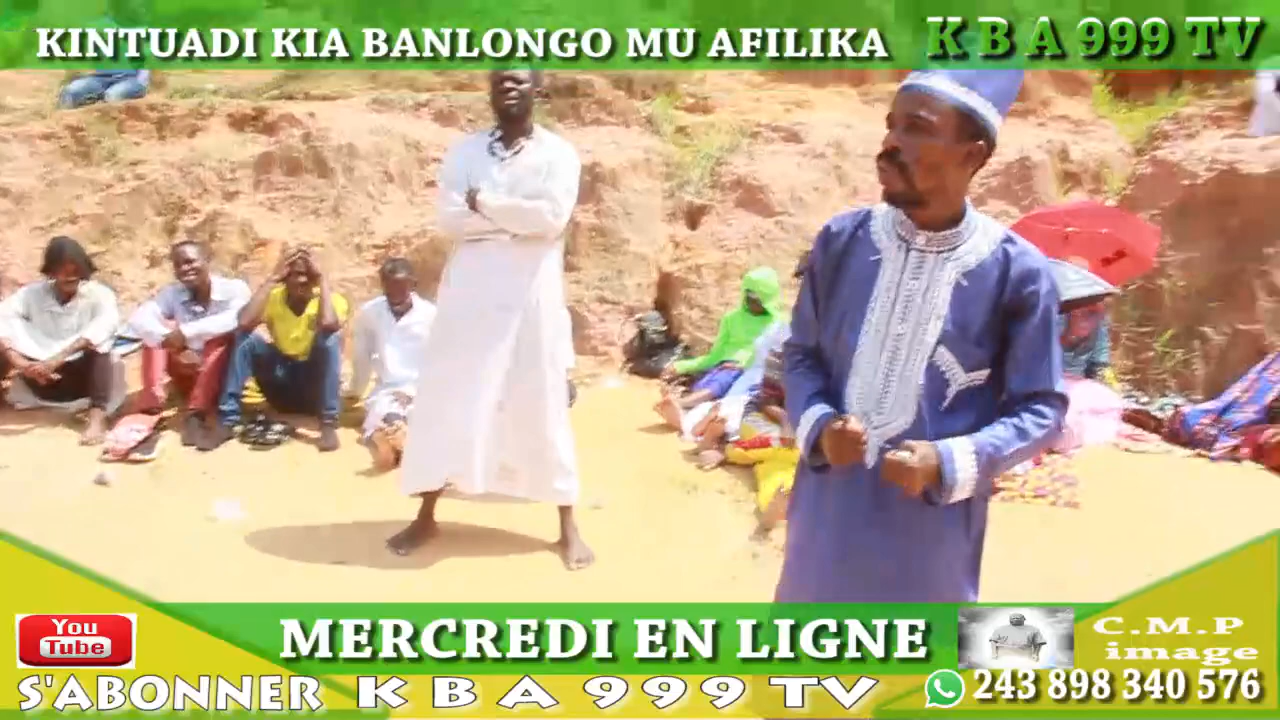 KINTUADI KIA BANLONGO MU AFILIKA
K B A 999 TV
You
Tube
MERCREDI EN LIGNE
C.M.P
image
S'ABONNER K B A 999 TV
243 898 340 576